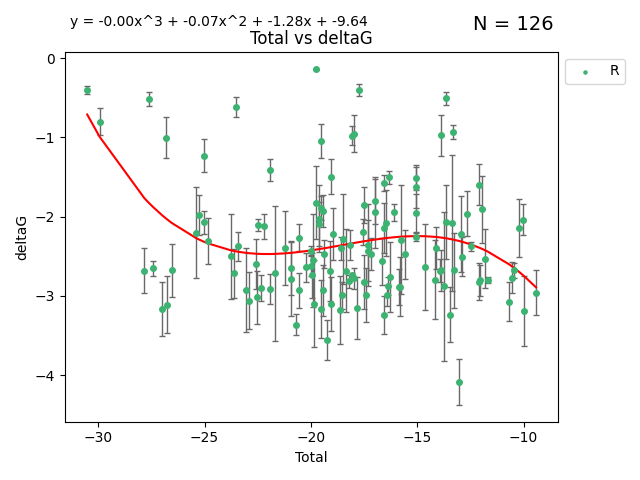 y = -0.00x^3 + -0.07x^2 + -1.28x + -9.64
N = 126
Total vs deltaG
R
deltaG
0
−1
−2
−3
−4
−30
−25
−20
−15
−10
Total